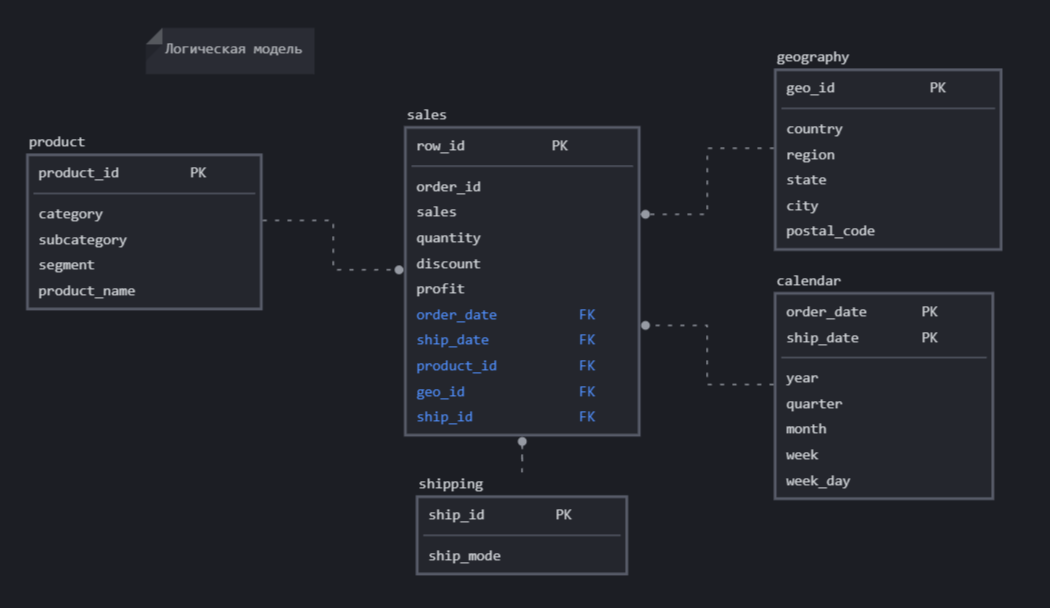 Логическая модель
product
product_id PK
category
subcategory
segment
product_name
sales
row_id PK
order_id
sales
quantity
discount
profit
order_date FK
ship_date FK
product_id FK
geo_id FK
ship_id FK
shipping
ship_id PK
ship_mode
geography
geo_id PK
country
region
state
city
postal_code
calendar
order_date PK
ship_date PK
year
quarter
month
week
week_day